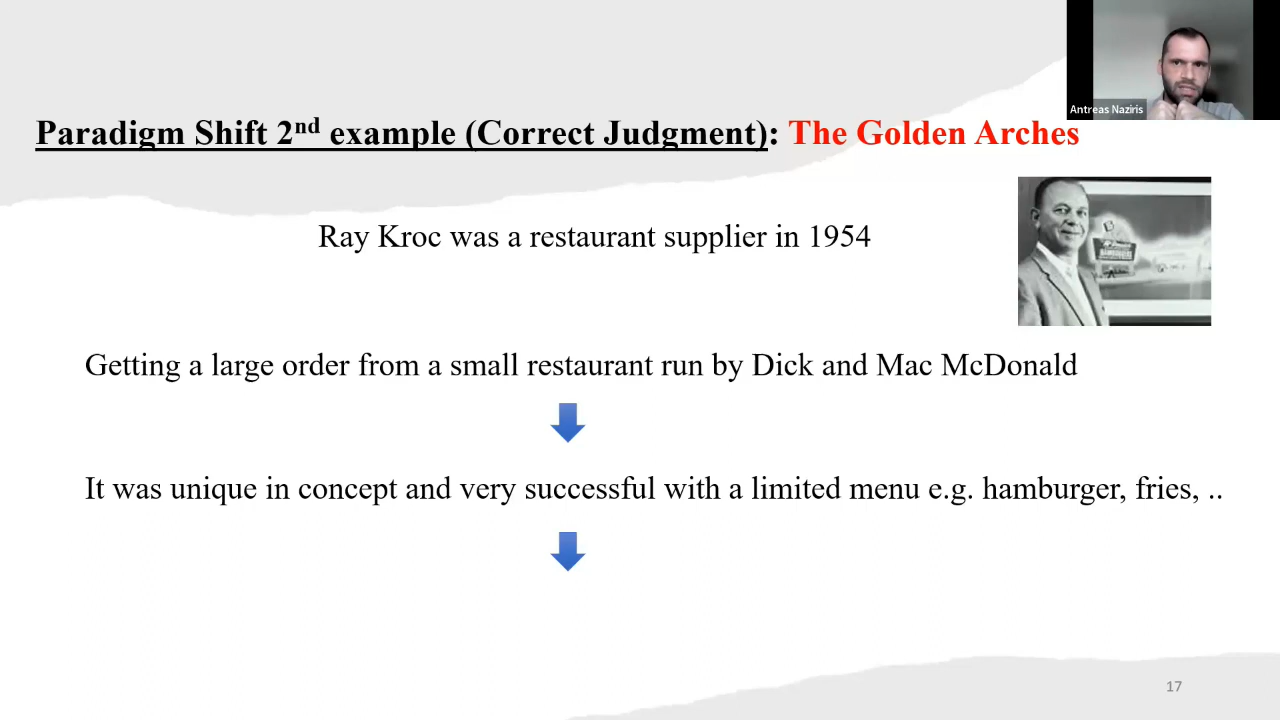 Antreas Naziris
Paradigm Shift 2nd example (Correct Judgment): The Golden Arches
Ray Kroc was a restaurant supplier in 1954
Getting a large order from a small restaurant run by Dick and Mac McDonald
It was unique in concept and very successful with a limited menu e.g. hamburger, fries, ..
17